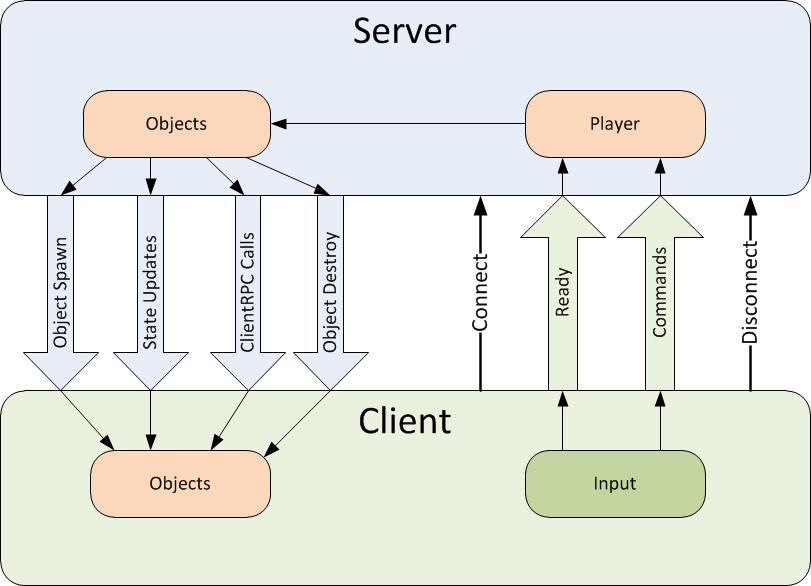 Server
Objects
Player
Object Spawn
State Updates
ClientRPC Calls
Object Destroy
Connect
Ready
Commands
Disconnect
Client
Objects
Input